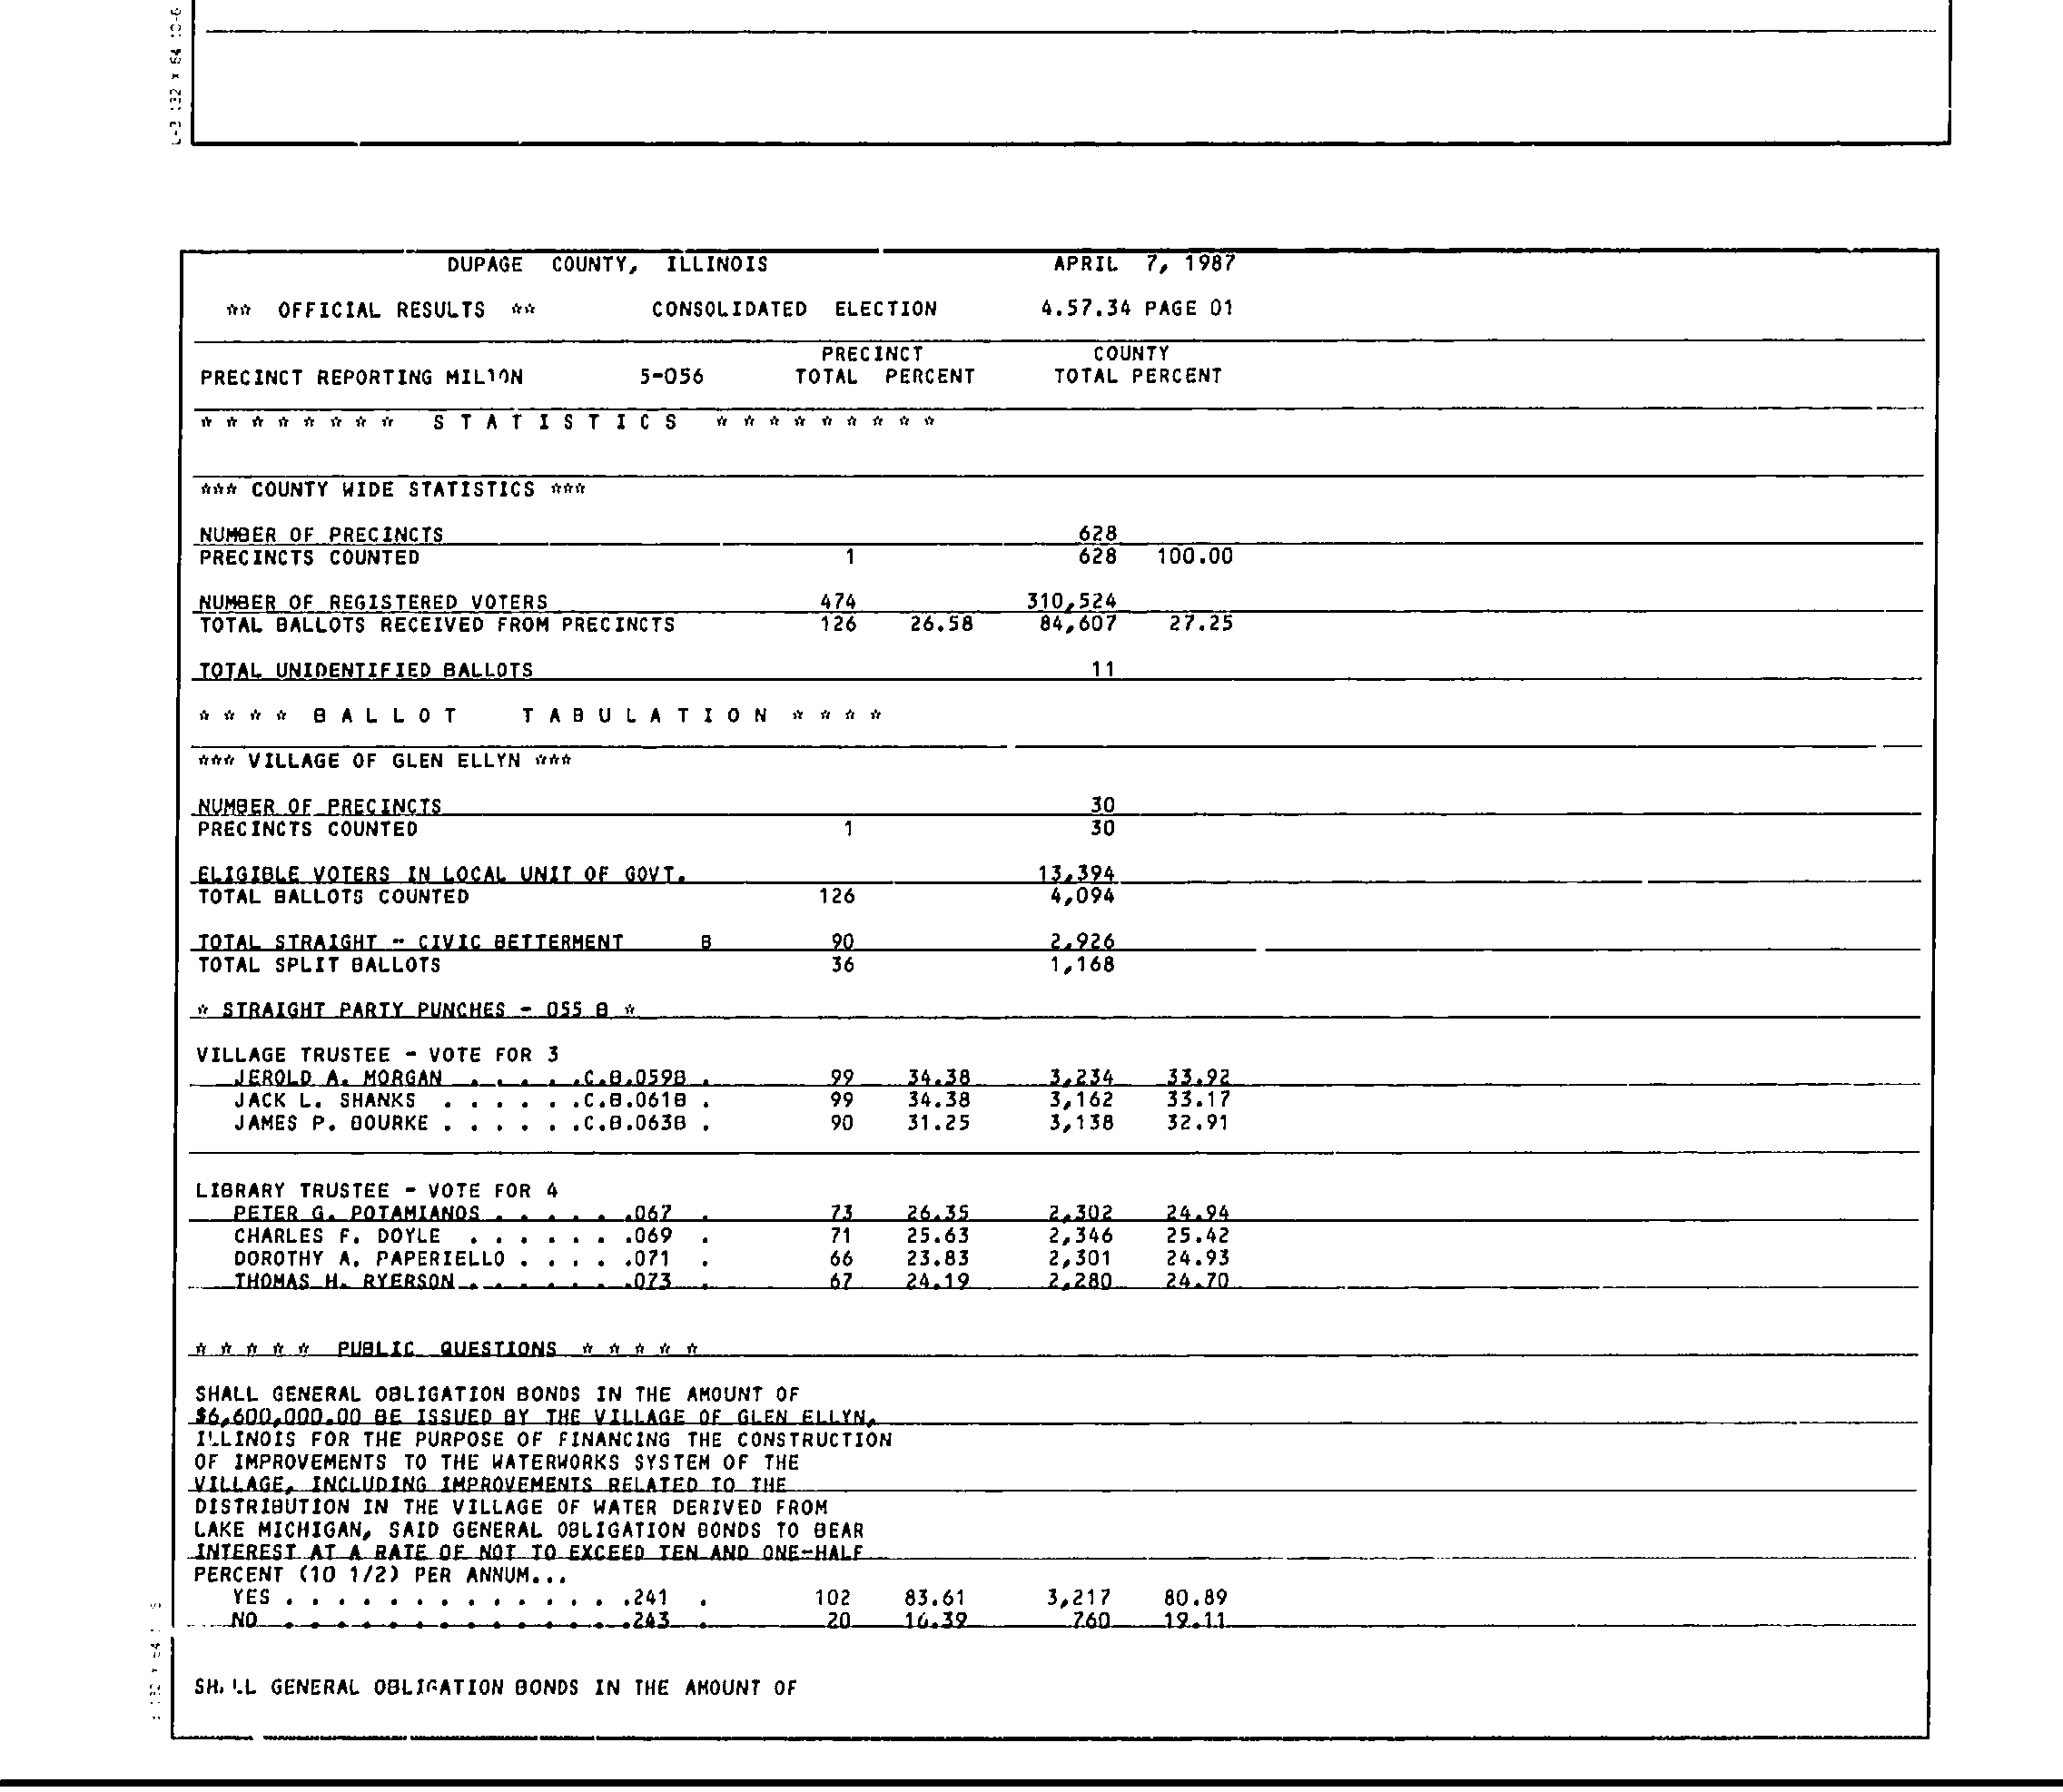 DUPAGE COUNTY, ILLINOIS APRIL 7, 1987
** OFFICIAL RESULTS ** CONSOLIDATED ELECTION 4.57.34 PAGE 01
PRECINCT COUNTY
PRECINCT REPORTING MILTON 5-056 TOTAL PERCENT TOTAL PERCENT
* * * * * * * * S T A T I S T I C S * * * * * * * * *
*** COUNTY WIDE STATISTICS ***
NUMBER OF PRECINCTS 628
PRECINCTS COUNTED 1 628 100.00
NUMBER OF REGISTERED VOTERS 474 310,524
TOTAL BALLOTS RECEIVED FROM PRECINCTS 126 26.58 84,607 27.25
TOTAL UNIDENTIFIED BALLOTS 11
* * * * B A L L O T T A B U L A T I O N * * * *
*** VILLAGE OF GLEN ELLYN ***
NUMBER OF PRECINCTS 30
PRECINCTS COUNTED 1 30
ELIGIBLE VOTERS IN LOCAL UNIT OF GOVT. 13,394
TOTAL BALLOTS COUNTED 126 4,094
TOTAL STRAIGHT - CIVIC BETTERMENT B 90 2,926
TOTAL SPLIT BALLOTS 36 1,168
* STRAIGHT PARTY PUNCHES - 055 B *
VILLAGE TRUSTEE - VOTE FOR 3
JEROLD A. MORGAN . . . . .C.B.059B . 99 34.38 3,234 33.92
JACK L. SHANKS . . . . . .C.B.061B . 99 34.38 3,162 33.17
JAMES P. BOURKE . . . . . .C.B.063B . 90 31.25 3,138 32.91
LIBRARY TRUSTEE - VOTE FOR 4
PETER G. POTAMIANOS . . . . . .067 . 73 26.35 2,302 24.94
CHARLES F. DOYLE . . . . . . .069 . 71 25.63 2,346 25.42
DOROTHY A. PAPERIELLO . . . . .071 . 66 23.83 2,301 24.93
THOMAS H. RYERSON . . . . . . .073 . 67 24.19 2,280 24.70
* * * * * PUBLIC QUESTIONS * * * * *
SHALL GENERAL OBLIGATION BONDS IN THE AMOUNT OF
$6,600,000.00 BE ISSUED BY THE VILLAGE OF GLEN ELLYN,
ILLINOIS FOR THE PURPOSE OF FINANCING THE CONSTRUCTION
OF IMPROVEMENTS TO THE WATERWORKS SYSTEM OF THE
VILLAGE, INCLUDING IMPROVEMENTS RELATED TO THE
DISTRIBUTION IN THE VILLAGE OF WATER DERIVED FROM
LAKE MICHIGAN, SAID GENERAL OBLIGATION BONDS TO BEAR
INTEREST AT A RATE OF NOT TO EXCEED TEN AND ONE-HALF
PERCENT (10 1/2) PER ANNUM...
YES . . . . . . . . . . . . . .241 . 102 83.61 3,217 80.89
NO . . . . . . . . . . . . . .243 . 20 16.39 760 19.11
SHALL GENERAL OBLIGATION BONDS IN THE AMOUNT OF